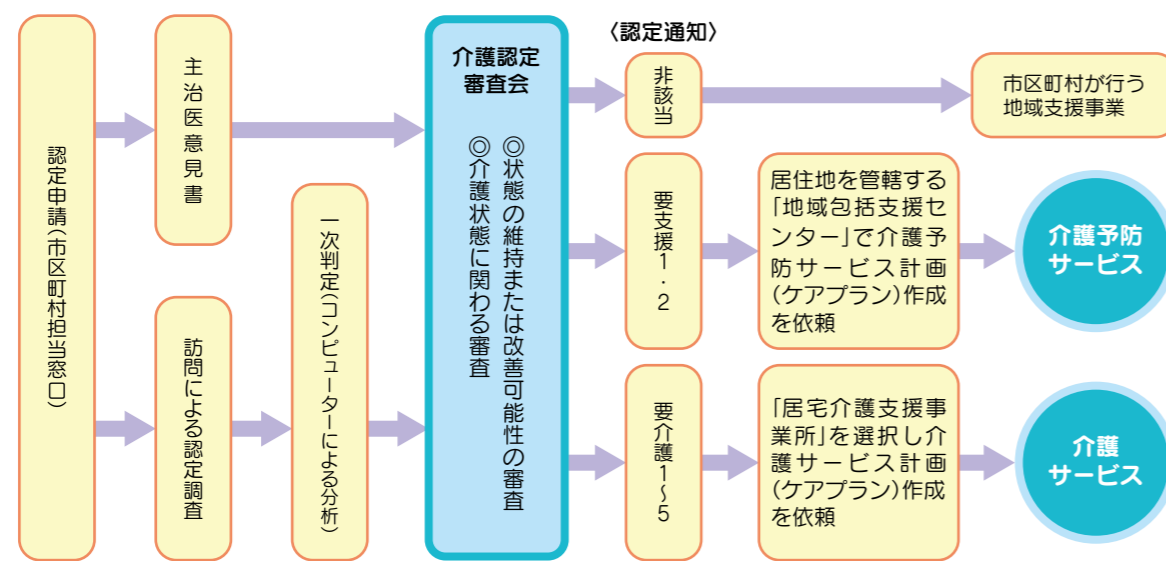 認定申請(市区町村担当窓口)
主治医意見書
訪問による認定調査
一次判定(コンピューターによる分析)
介護認定
審査会
◎状態の維持または改善可能性の審査
◎介護状態に関わる審査
〈認定通知〉
非該当
市区町村が行う
地域支援事業
要支援1・2
居住地を管轄する
「地域包括支援セ
ンター」で介護予
防サービス計画
(ケアプラン)作成
を依頼
介護予防
サービス
要介護1~5
「居宅介護支援事
業所」を選択し介
護サービス計画
(ケアプラン)作成
を依頼
介護
サービス